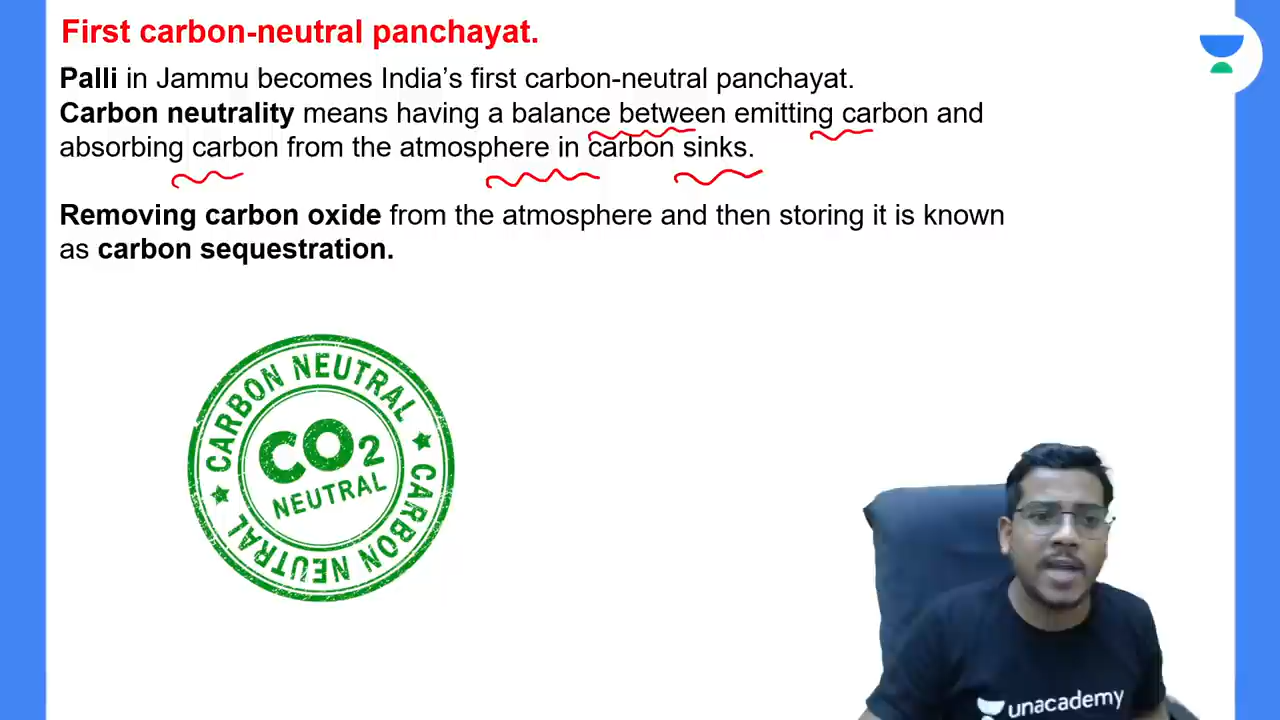 First carbon-neutral panchayat.
Palli in Jammu becomes India’s first carbon-neutral panchayat.
Carbon neutrality means having a balance between emitting carbon and
absorbing carbon from the atmosphere in carbon sinks.
Removing carbon oxide from the atmosphere and then storing it is known
as carbon sequestration.
CARBON NEUTRAL
CO2
NEUTRAL
CARBON NEUTRAL
unacademy